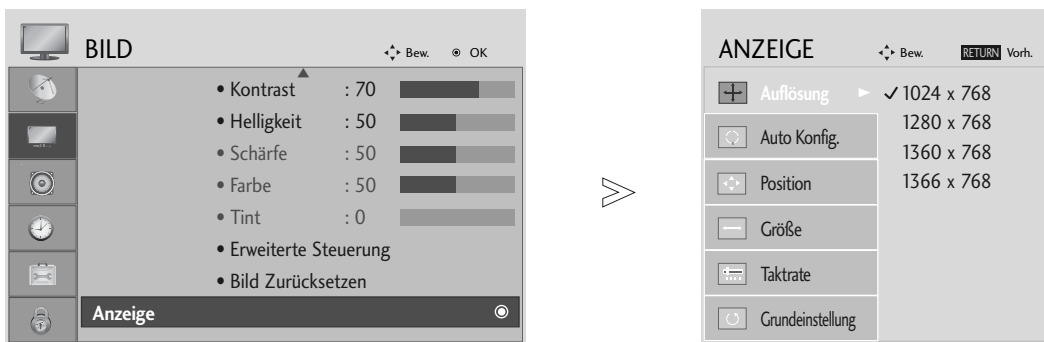 BILD Bew. OK
• Kontrast : 70
• Helligkeit : 50
• Schärfe : 50
• Farbe : 50
• Tint : 0
• Erweiterte Steuerung
• Bild Zurücksetzen
Anzeige
ANZEIGE Bew. RETURN Vorh.
Auflösung ✓ 1024 x 768
1280 x 768
1360 x 768
1366 x 768
Auto Konfig.
Position
Größe
Taktrate
Grundeinstellung